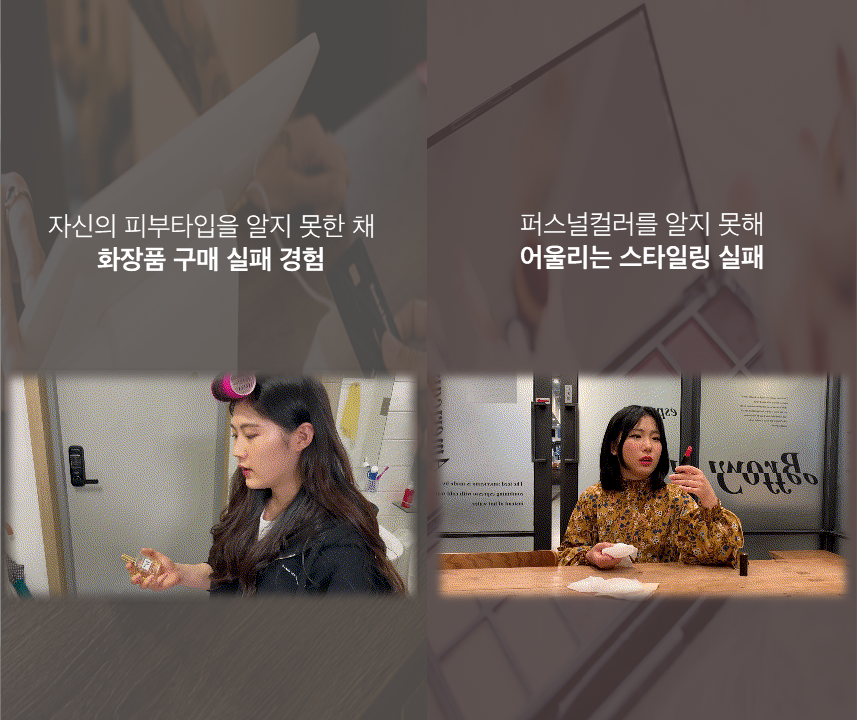 자신의 피부타입을 알지 못한 채
화장품 구매 실패 경험
퍼스널컬러를 알지 못해
어울리는 스타일링 실패
Brown
Coffee